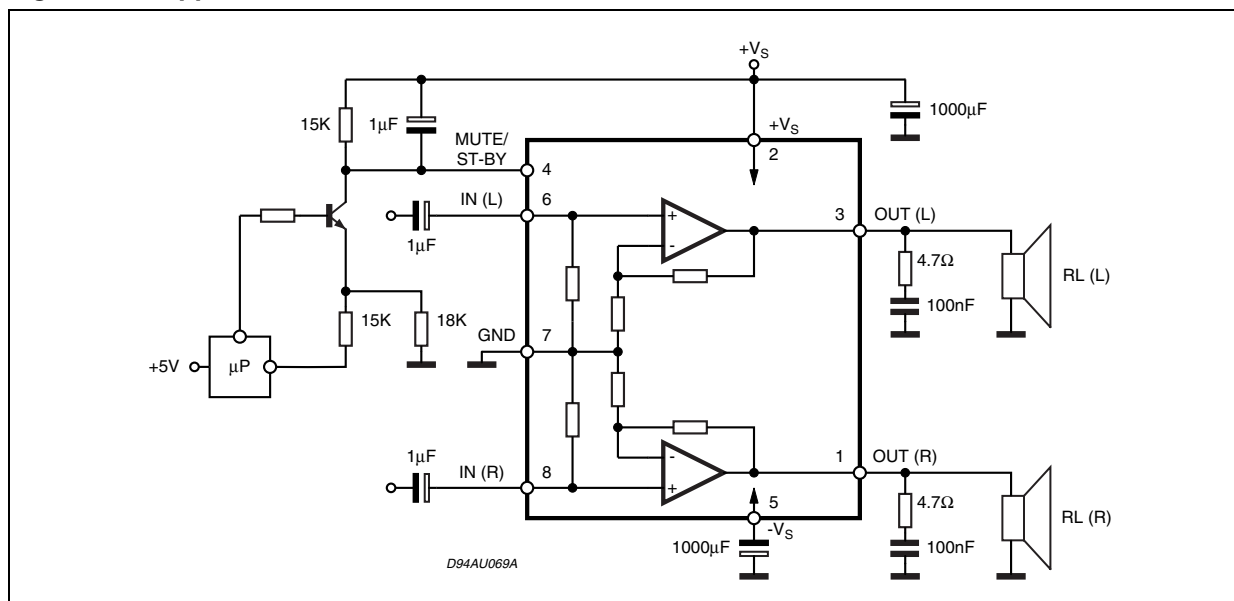 +VS
15K
1µF
1000µF
+VS
2
MUTE/
ST-BY
4
IN (L)
6
1µF
3
OUT (L)
4.7Ω
RL (L)
100nF
15K
18K
GND
7
+5V
µP
1µF
IN (R)
8
1
OUT (R)
4.7Ω
RL (R)
100nF
5
-VS
1000µF
D94AU069A
+
-
-
+